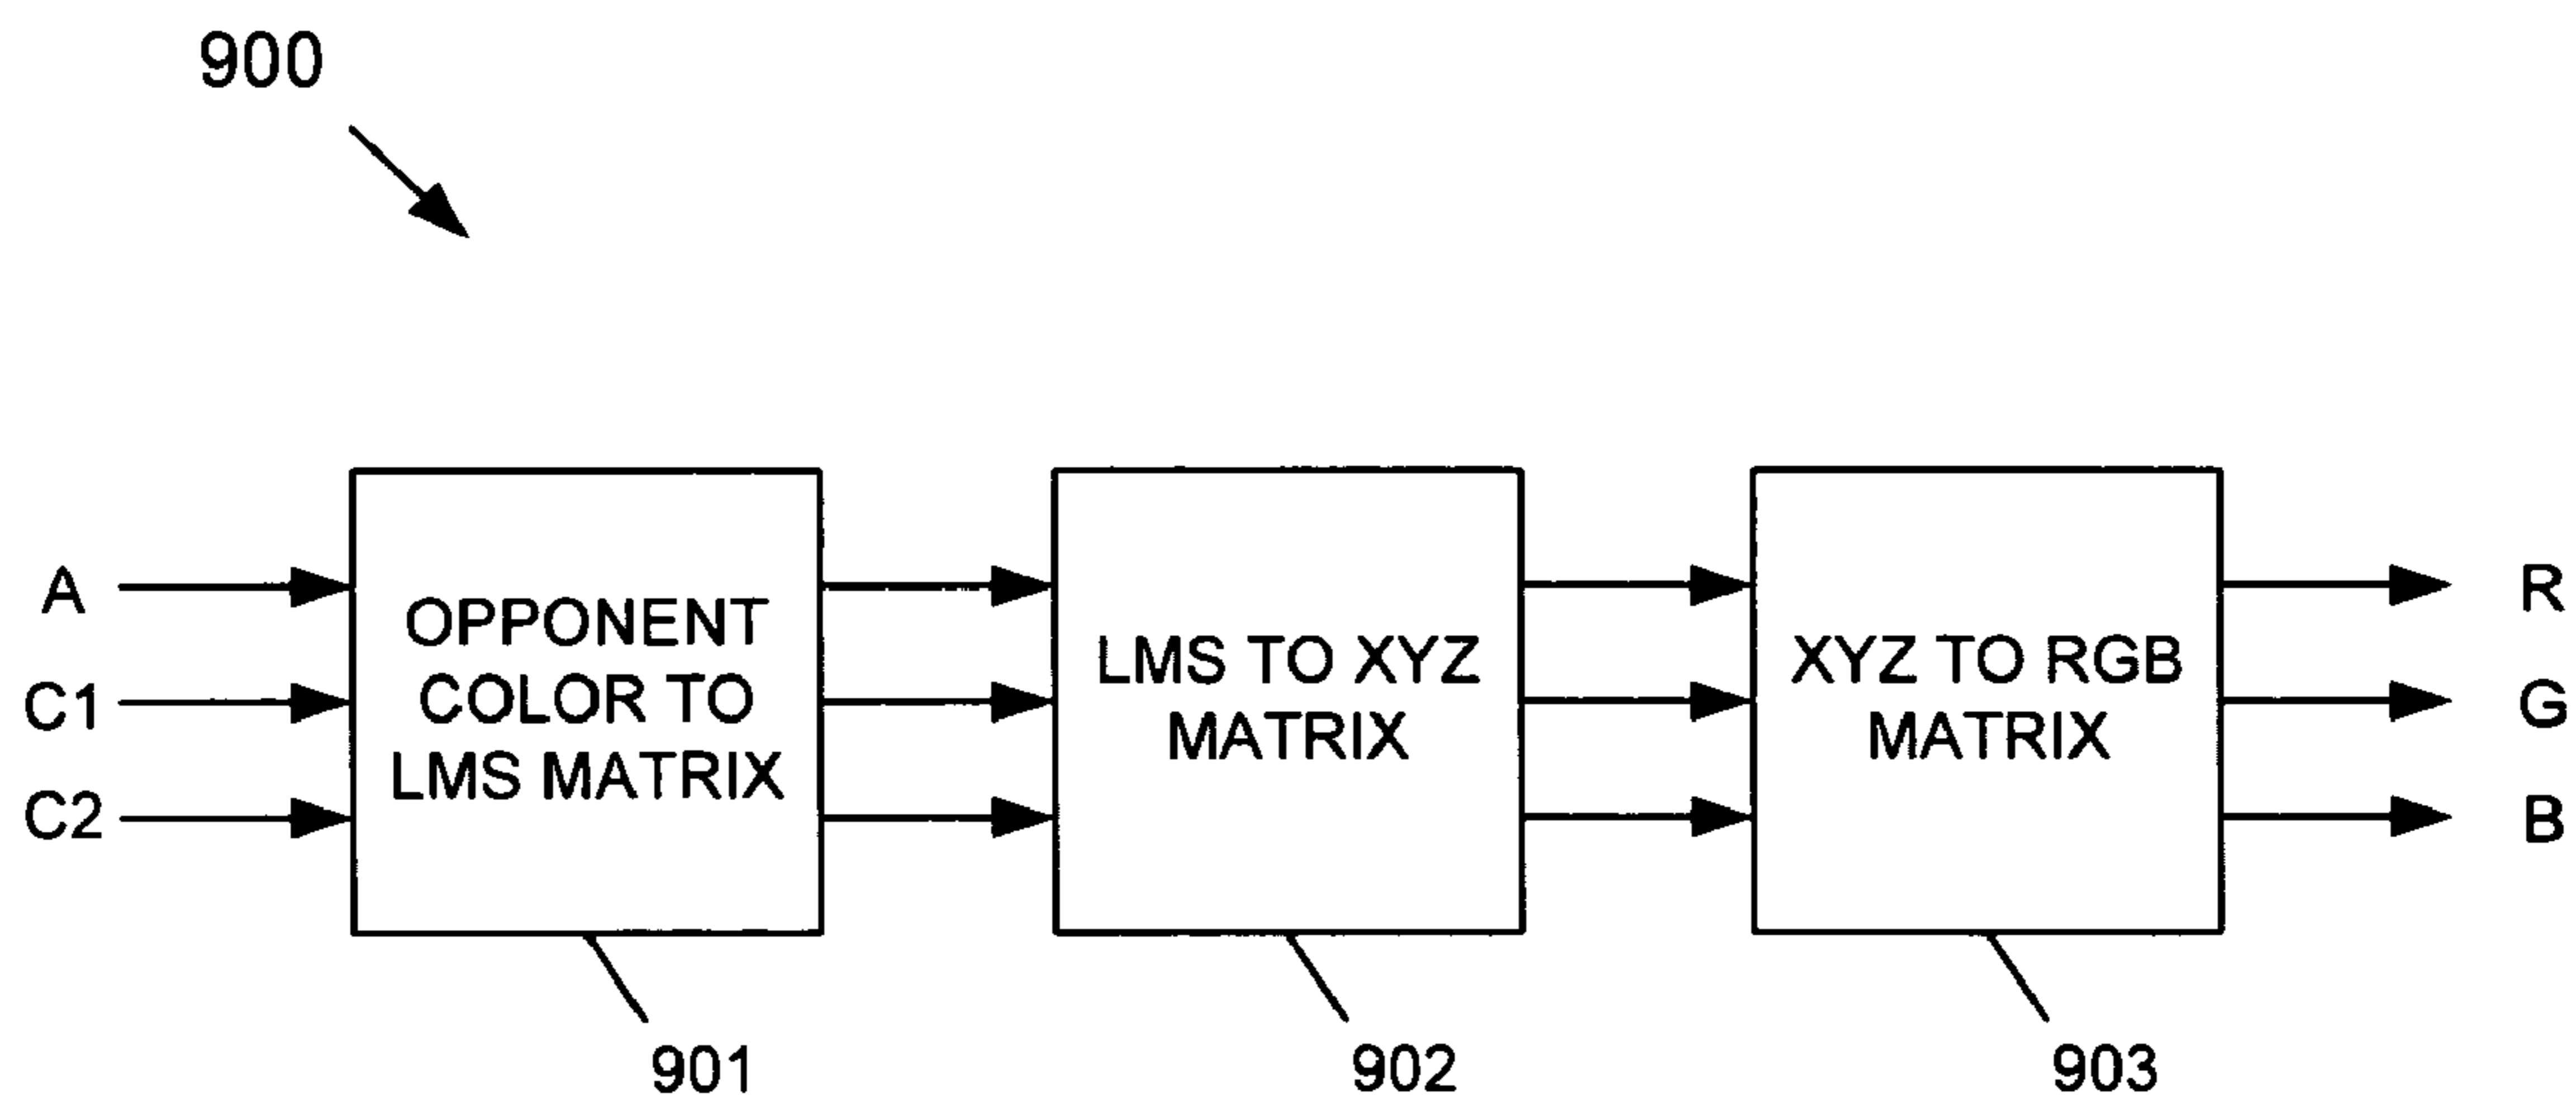 900
A
C1
C2
OPPONENT
COLOR TO
LMS MATRIX
LMS TO XYZ
MATRIX
XYZ TO RGB
MATRIX
R
G
B
901
902
903